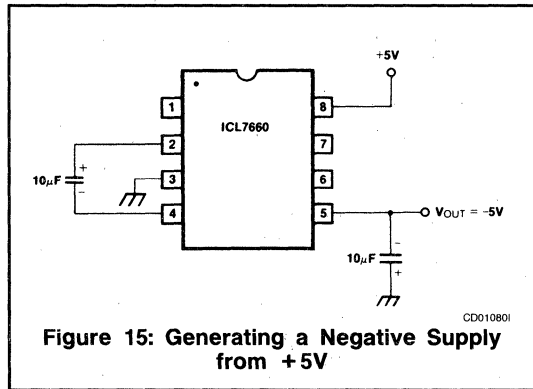 +5V
ICL7660
1
8
2
7
+
10μF
-
3
6
4
5
VOUT = -5V
-
10μF
+
CD01080I
Figure 15: Generating a Negative Supply
from +5V